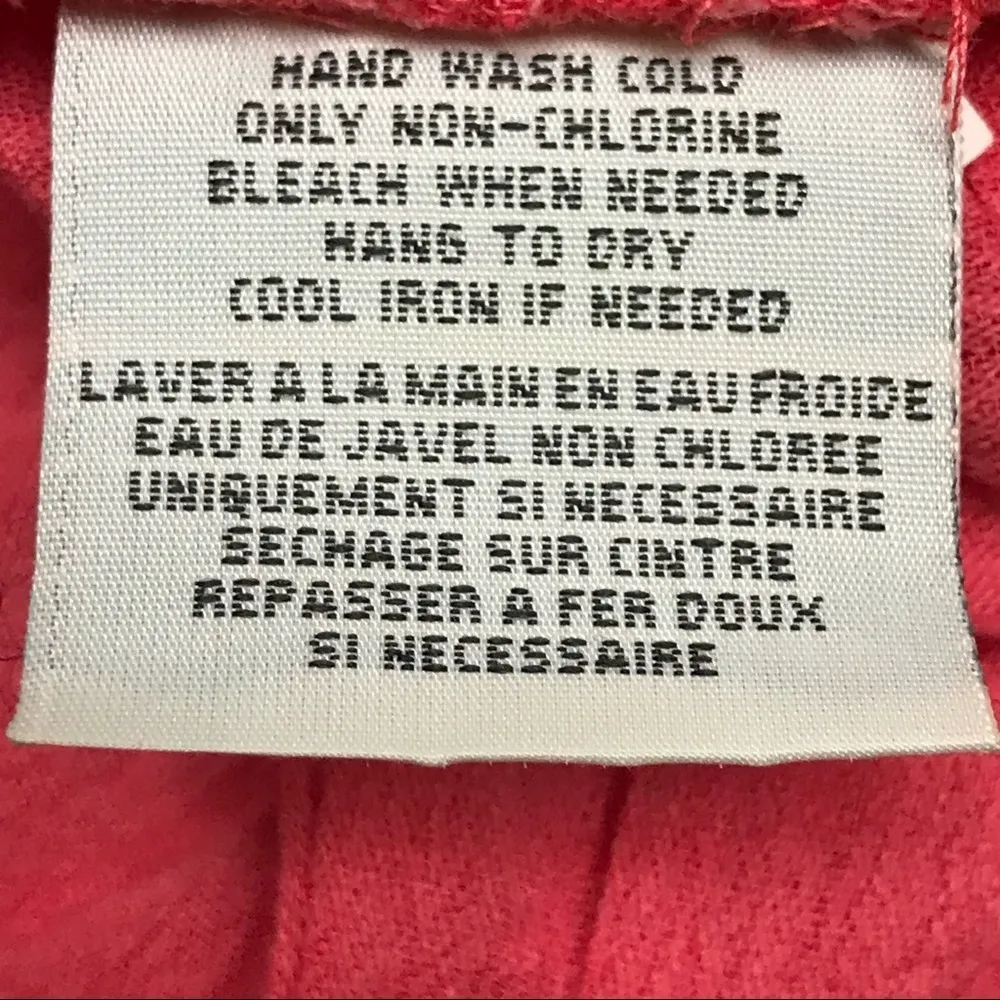 HAND WASH COLD
ONLY NON-CHLORINE
BLEACH WHEN NEEDED
HANG TO DRY
COOL IRON IF NEEDED
LAVER A LA MAIN EN EAU FROIDE
EAU DE JAVEL NON CHLOREE
UNIQUEMENT SI NECESSAIRE
SECHAGE SUR CINTRE
REPASSER A FER DOUX
SI NECESSAIRE